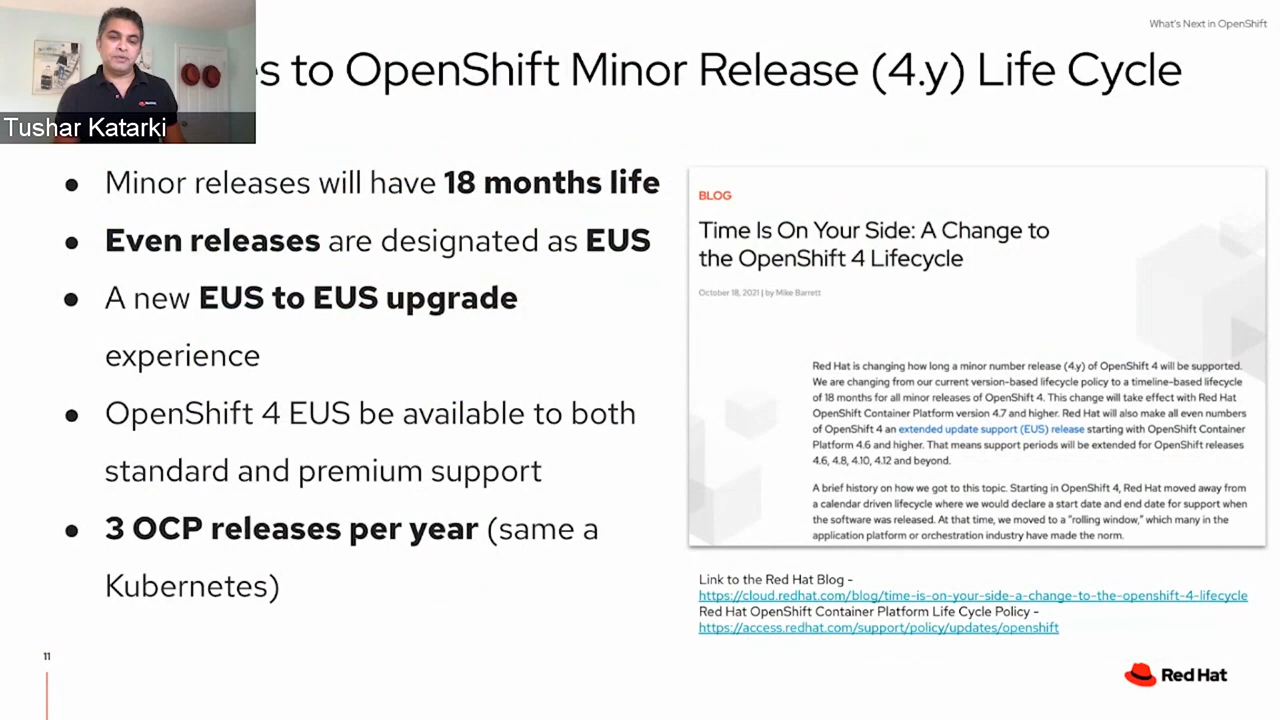 What's Next in OpenShift
es to OpenShift Minor Release (4.y) Life Cycle
Red Hat
Tushar Katarki
● Minor releases will have 18 months life
● Even releases are designated as EUS
● A new EUS to EUS upgrade
experience
● OpenShift 4 EUS be available to both
standard and premium support
● 3 OCP releases per year (same a
Kubernetes)
BLOG
Time Is On Your Side: A Change to
the OpenShift 4 Lifecycle
October 18, 2021 | by Mike Barrett
Red Hat is changing how long a minor number release (4.y) of OpenShift 4 will be supported.
We are changing from our current version-based lifecycle policy to a timeline-based lifecycle
of 18 months for all minor releases of OpenShift 4. This change will take effect with Red Hat
OpenShift Container Platform version 4.7 and higher. Red Hat will also make all even numbers
of OpenShift 4 an extended update support (EUS) release starting with OpenShift Container
Platform 4.6 and higher. That means support periods will be extended for OpenShift releases
4.6, 4.8, 4.10, 4.12 and beyond.
A brief history on how we got to this topic. Starting in OpenShift 4, Red Hat moved away from
a calendar driven lifecycle where we would declare a start date and end date for support when
the software was released. At that time, we moved to a "rolling window," which many in the
application platform or orchestration industry have made the norm.
Link to the Red Hat Blog -
https://cloud.redhat.com/blog/time-is-on-your-side-a-change-to-the-openshift-4-lifecycle
Red Hat OpenShift Container Platform Life Cycle Policy -
https://access.redhat.com/support/policy/updates/openshift
11
Red Hat